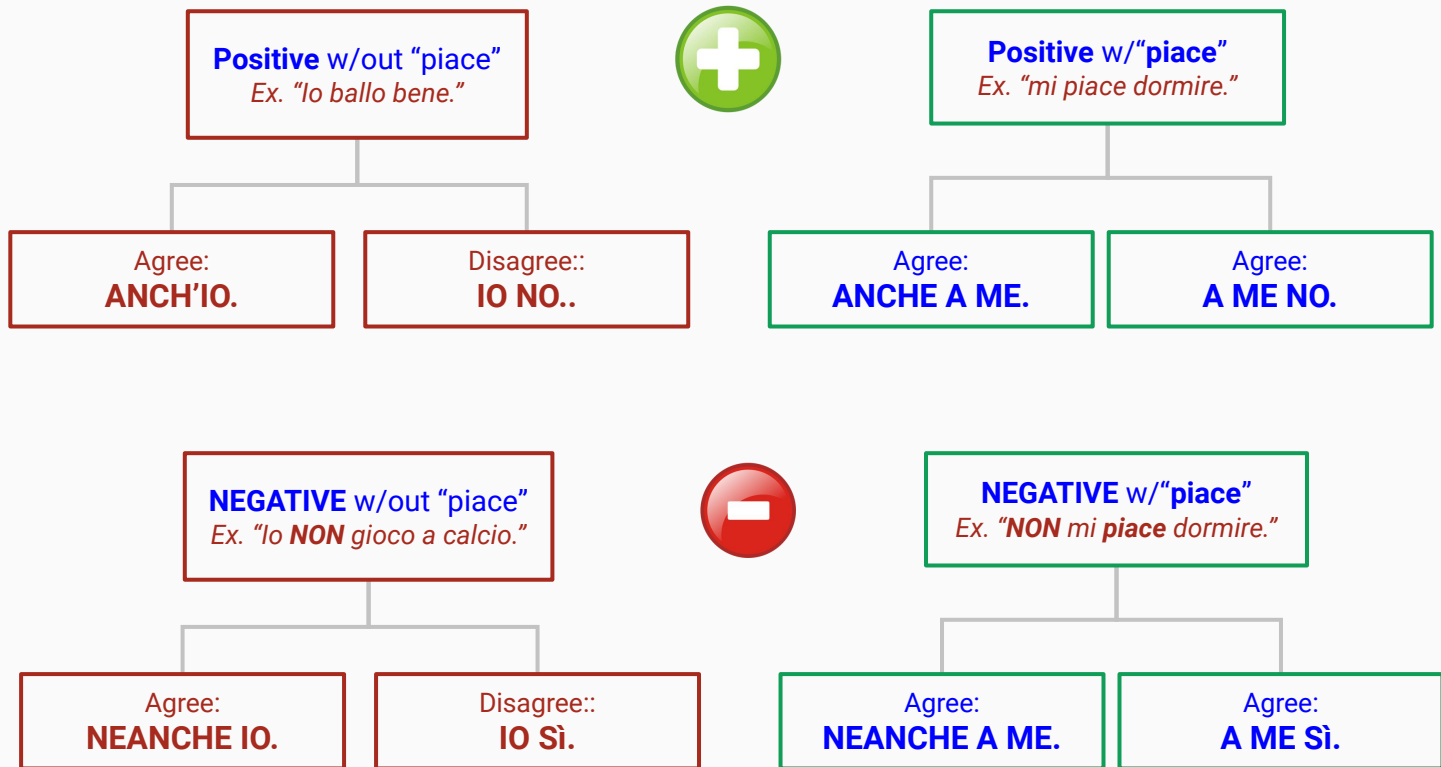 Positive w/out “piace”
Ex. “Io ballo bene.”
Positive w/“piace”
Ex. “mi piace dormire.”
Agree:
ANCH’IO.
Disagree::
IO NO..
Agree:
ANCHE A ME.
Agree:
A ME NO.
NEGATIVE w/out “piace”
Ex. “Io NON gioco a calcio.”
NEGATIVE w/“piace”
Ex. “NON mi piace dormire.”
Agree:
NEANCHE IO.
Disagree::
IO Sì.
Agree:
NEANCHE A ME.
Agree:
A ME Sì.